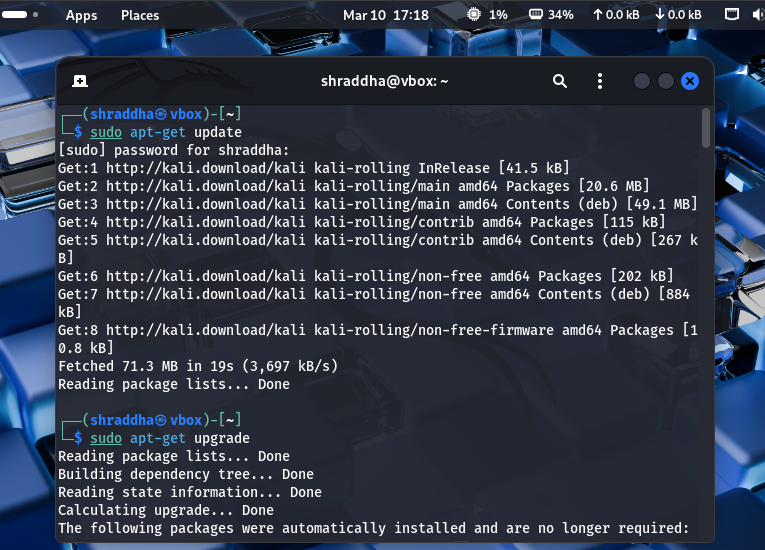 Apps Places Mar 10 17:18 1% 34% 0.0 kB 0.0 kB
shraddha@vbox: ~
┌──(shraddha㉿vbox)-[~]
└─$ sudo apt-get update
[sudo] password for shraddha:
Get:1 http://kali.download/kali kali-rolling InRelease [41.5 kB]
Get:2 http://kali.download/kali kali-rolling/main amd64 Packages [20.6 MB]
Get:3 http://kali.download/kali kali-rolling/main amd64 Contents (deb) [49.1 MB]
Get:4 http://kali.download/kali kali-rolling/contrib amd64 Packages [115 kB]
Get:5 http://kali.download/kali kali-rolling/contrib amd64 Contents (deb) [267 k
B]
Get:6 http://kali.download/kali kali-rolling/non-free amd64 Packages [202 kB]
Get:7 http://kali.download/kali kali-rolling/non-free amd64 Contents (deb) [884
kB]
Get:8 http://kali.download/kali kali-rolling/non-free-firmware amd64 Packages [1
0.8 kB]
Fetched 71.3 MB in 19s (3,697 kB/s)
Reading package lists... Done
┌──(shraddha㉿vbox)-[~]
└─$ sudo apt-get upgrade
Reading package lists... Done
Building dependency tree... Done
Reading state information... Done
Calculating upgrade... Done
The following packages were automatically installed and are no longer required: